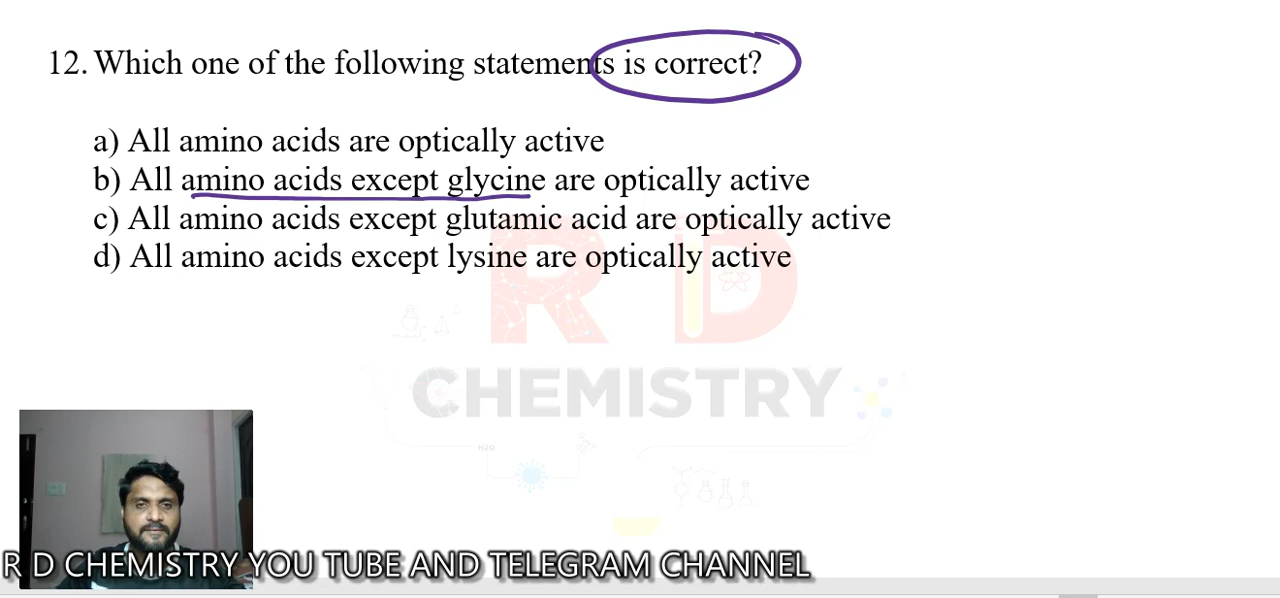 12. Which one of the following statements is correct?
a) All amino acids are optically active
b) All amino acids except glycine are optically active
c) All amino acids except glutamic acid are optically active
d) All amino acids except lysine are optically active
R D
CHEMISTRY
H2O
R D CHEMISTRY YOU TUBE AND TELEGRAM CHANNEL